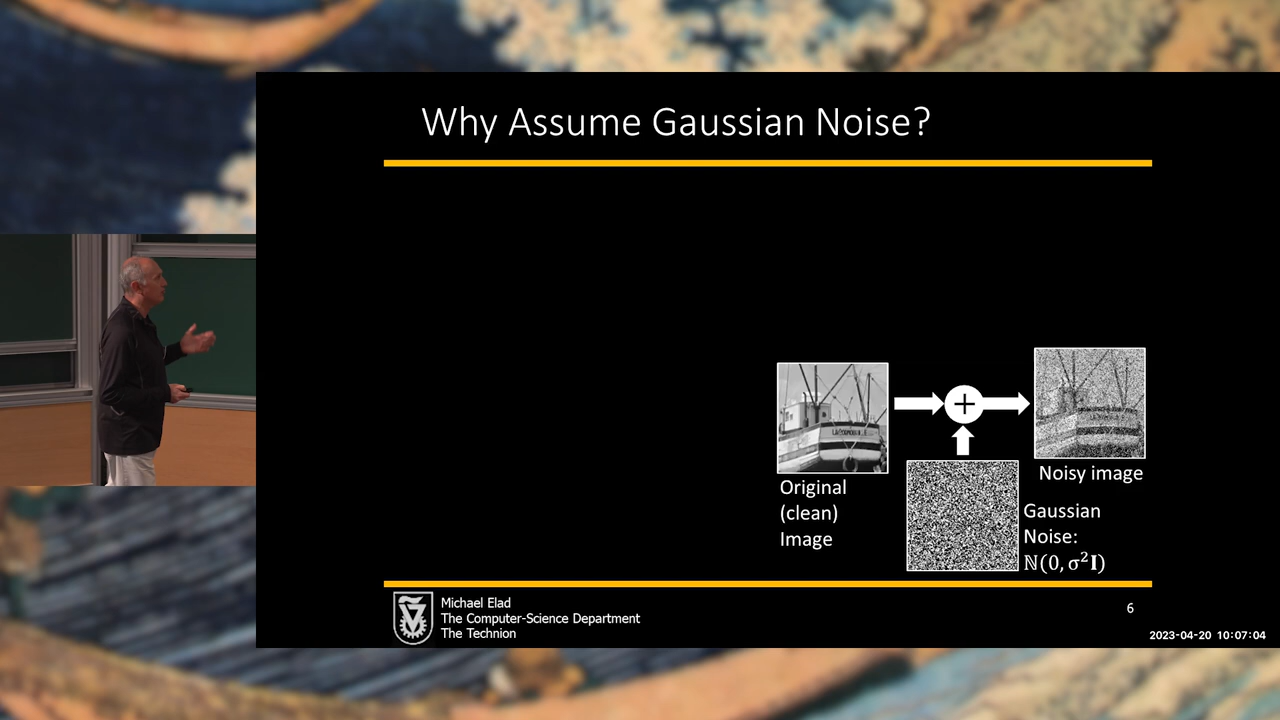 Why Assume Gaussian Noise?
Original
(clean)
Image
Noisy image
Gaussian
Noise:
ℕ(0, σ²𝐈)
Michael Elad
The Computer-Science Department
The Technion
6
2023-04-20 10:07:04